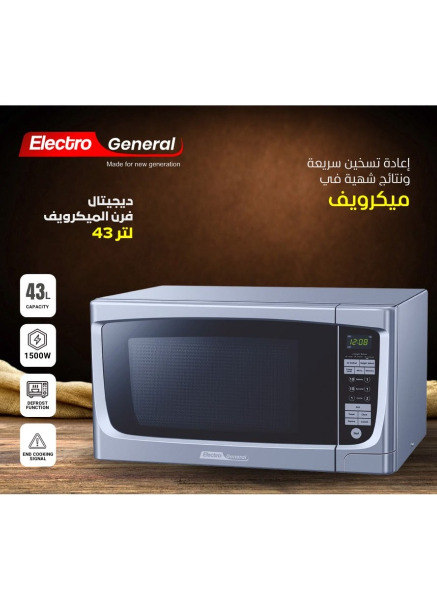 Electro General
Made for new generation
إعادة تسخين سريعة
ونتائج شهية في
ميكرويف
ديجيتال
فرن الميكرويف
43 لتر
43L
CAPACITY
1500W
DEFROST
FUNCTION
END COOKING
SIGNAL
12:08
Electro General